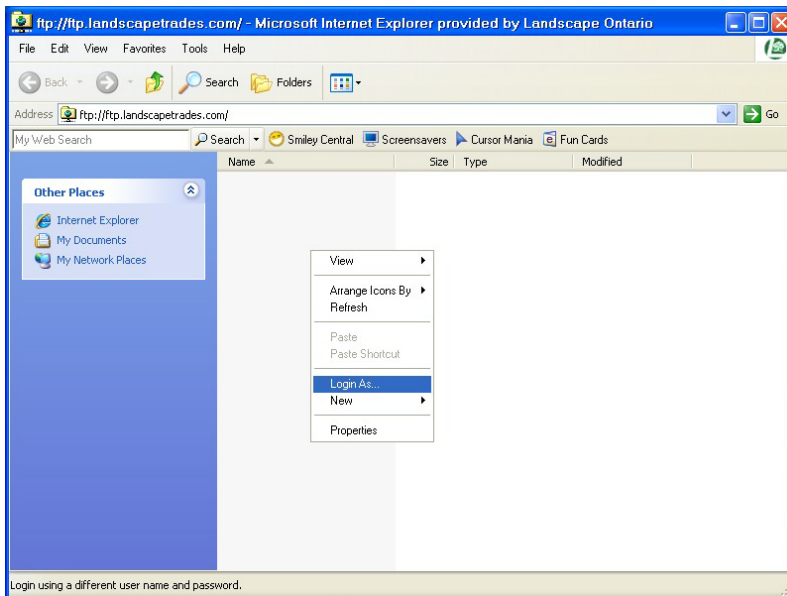 ftp://ftp.landscapetrades.com/ - Microsoft Internet Explorer provided by Landscape Ontario
File Edit View Favorites Tools Help
Back Search Folders
Address ftp://ftp.landscapetrades.com/ Go
My Web Search Search Smiley Central Screensavers Cursor Mania Fun Cards
Name Size Type Modified
Other Places
Internet Explorer
My Documents
My Network Places
View
Arrange Icons By
Refresh
Paste
Paste Shortcut
Login As...
New
Properties
Login using a different user name and password.